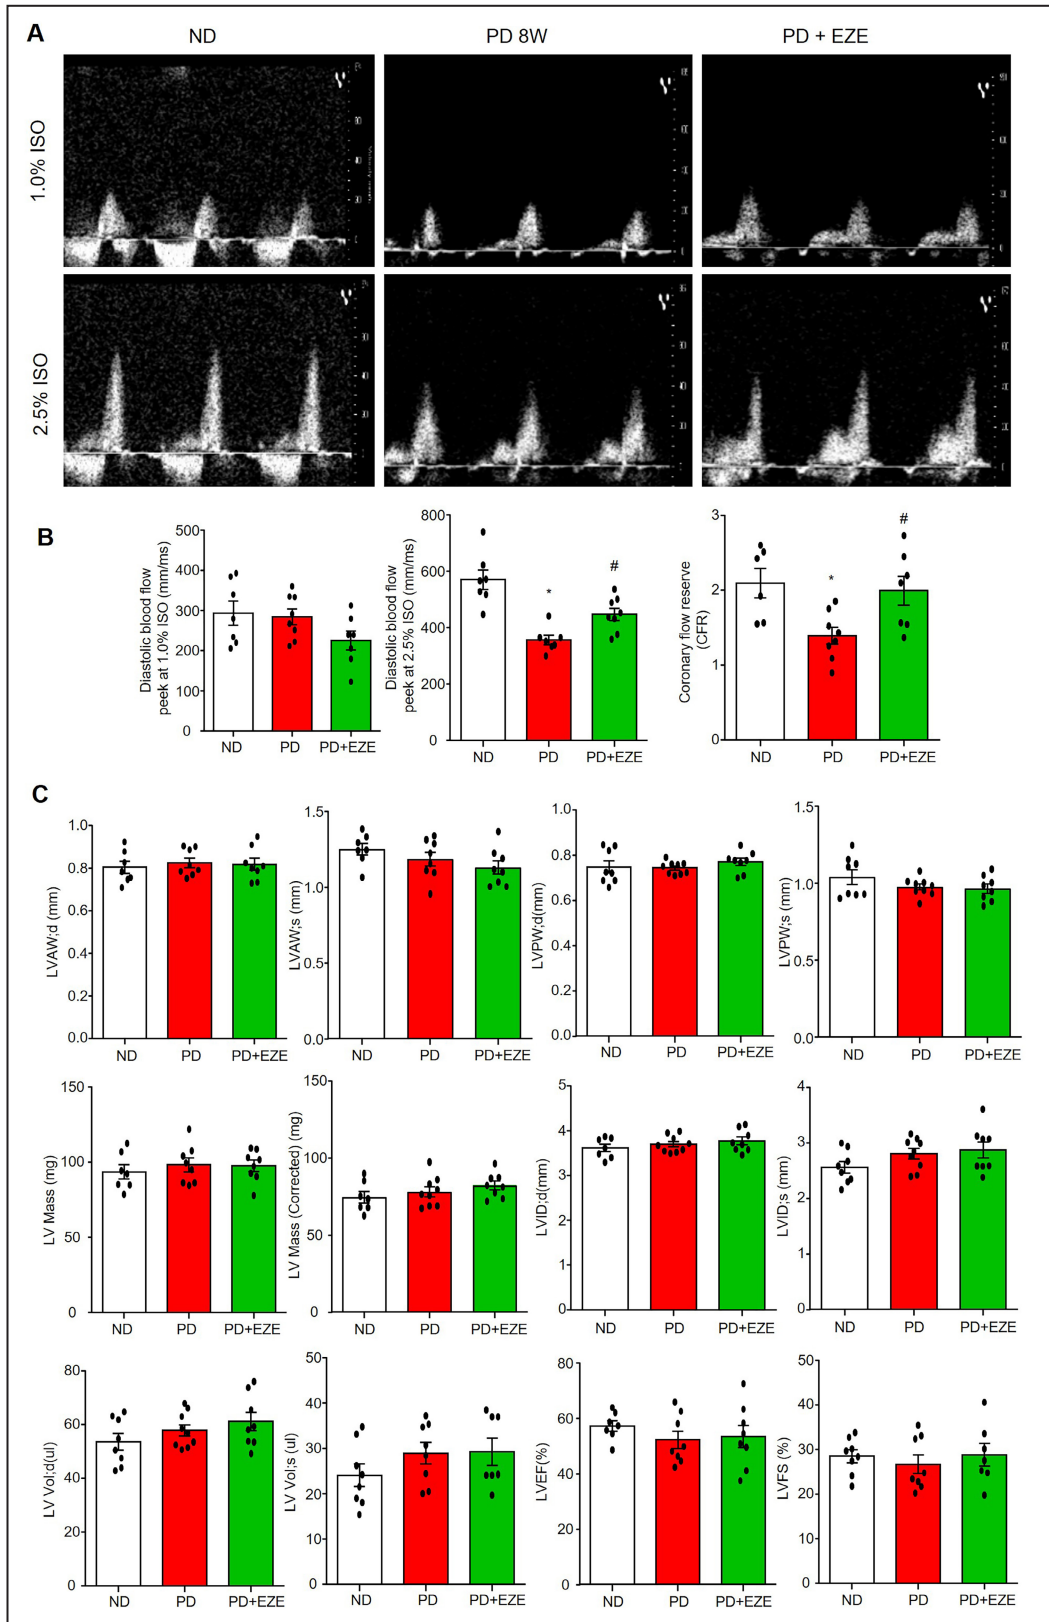 A
ND
PD 8W
PD + EZE
1.0% ISO
2.5% ISO
B
Diastolic blood flow
peek at 1.0% ISO (mm/ms)
500
400
300
200
100
0
ND
PD
PD+EZE
Diastolic blood flow
peek at 2.5% ISO (mm/ms)
800
600
400
200
0
*
#
ND
PD
PD+EZE
Coronary flow reserve
(CFR)
3
2
1
0
*
#
ND
PD
PD+EZE
C
LVAW;d (mm)
1.0
0.8
0.6
0.4
0.2
0.0
ND
PD
PD+EZE
LVAW;s (mm)
1.5
1.0
0.5
0.0
ND
PD
PD+EZE
LVPW;d(mm)
1.0
0.8
0.6
0.4
0.2
0.0
ND
PD
PD+EZE
LVPW;s (mm)
1.5
1.0
0.5
0.0
ND
PD
PD+EZE
LV Mass (mg)
150
100
50
0
ND
PD
PD+EZE
LV Mass (Corrected) (mg)
150
100
50
0
ND
PD
PD+EZE
LVID;d(mm)
5
4
3
2
1
0
ND
PD
PD+EZE
LVID;s (mm)
4
3
2
1
0
ND
PD
PD+EZE
LV Vol;d(ul)
80
60
40
20
0
ND
PD
PD+EZE
LV Vol;s (ul)
50
40
30
20
10
0
ND
PD
PD+EZE
LVEF(%)
80
60
40
20
0
ND
PD
PD+EZE
LVFS (%)
50
40
30
20
10
0
ND
PD
PD+EZE